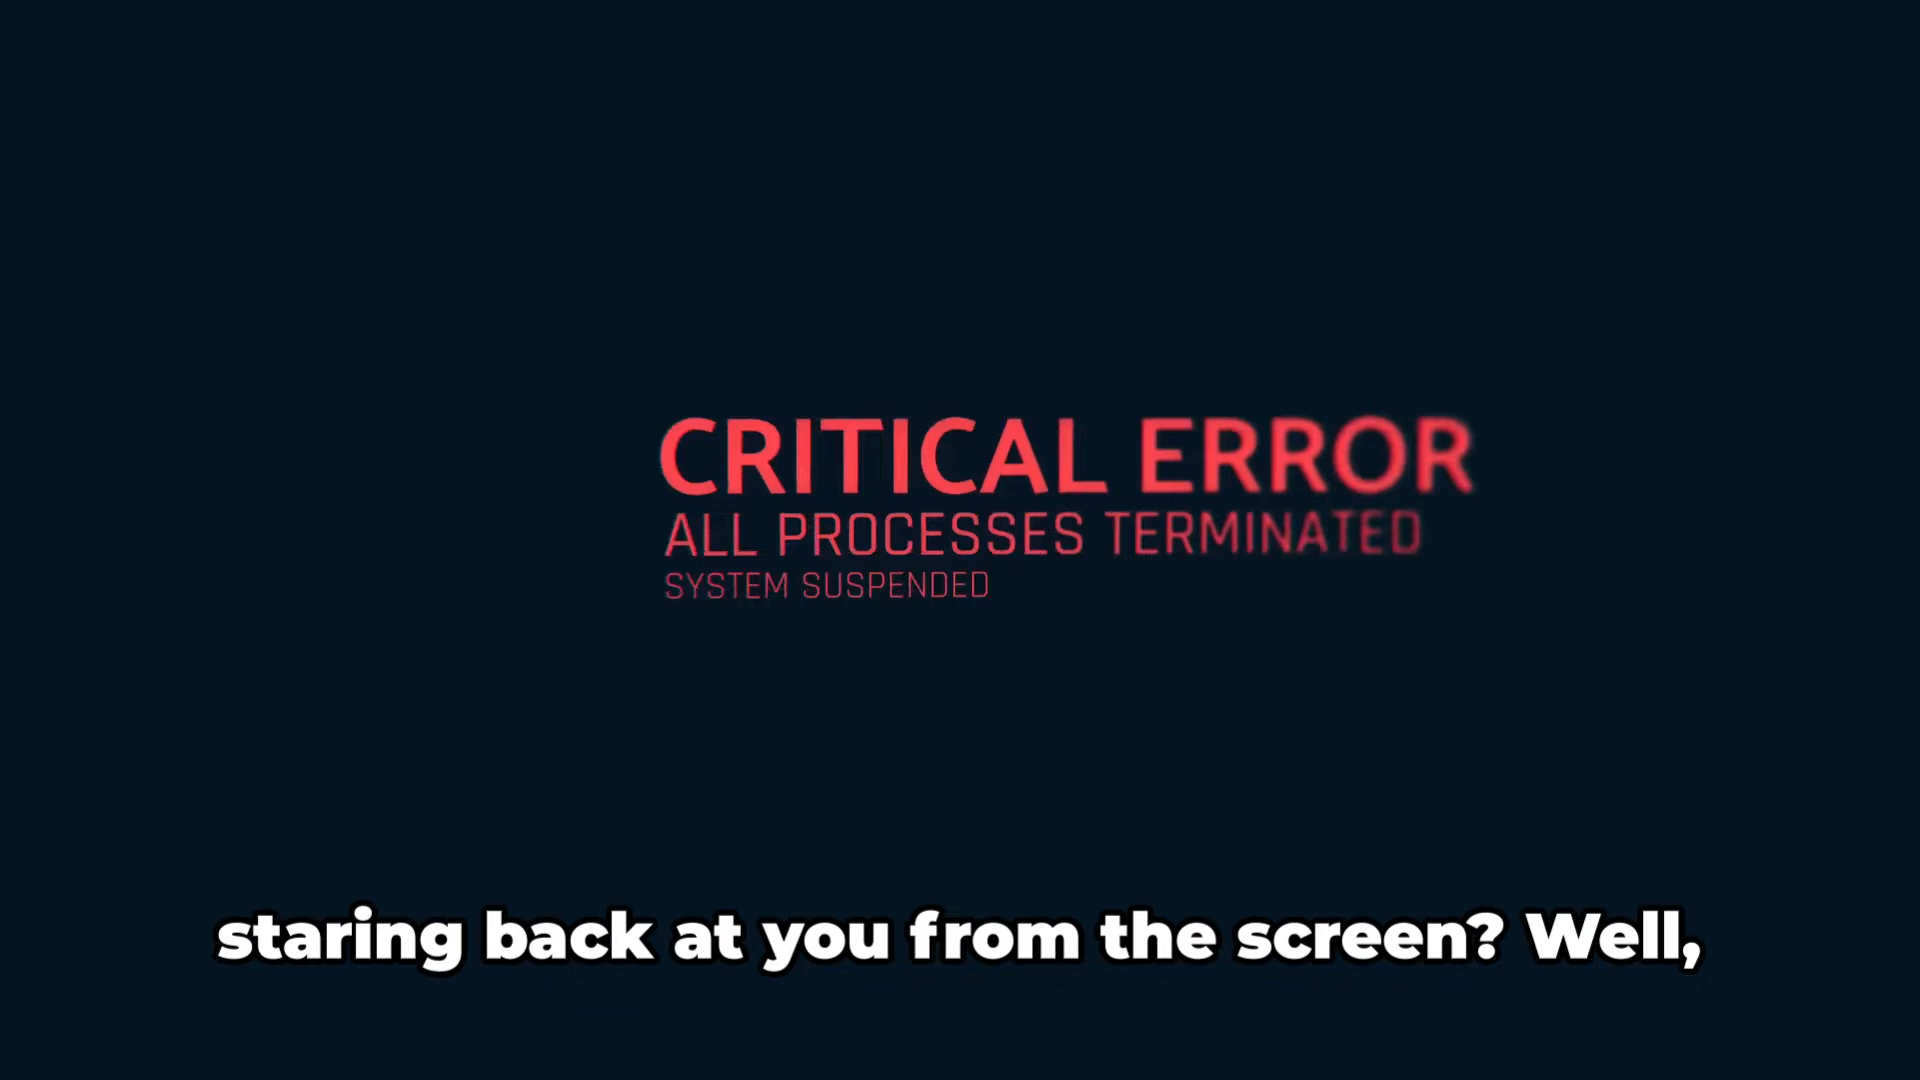 CRITICAL ERROR
ALL PROCESSES TERMINATED
SYSTEM SUSPENDED
staring back at you from the screen? Well,